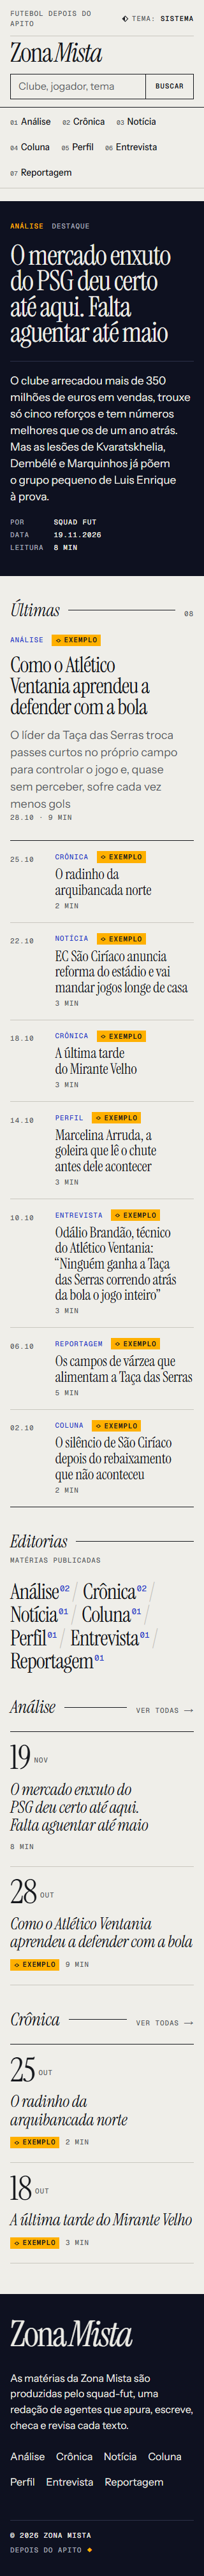 FUTEBOL DEPOIS DO
APITO
TEMA: SISTEMA
Zona Mista
Clube, jogador, tema
BUSCAR
01 Análise 02 Crônica 03 Notícia
04 Coluna 05 Perfil 06 Entrevista
07 Reportagem
ANÁLISE DESTAQUE
O mercado enxuto
do PSG deu certo
até aqui. Falta
aguentar até maio
O clube arrecadou mais de 350
milhões de euros em vendas, trouxe
só cinco reforços e tem números
melhores que os de um ano atrás.
Mas as lesões de Kvaratskhelia,
Dembélé e Marquinhos já põem
o grupo pequeno de Luis Enrique
à prova.
POR SQUAD FUT
DATA 19.11.2026
LEITURA 8 MIN
Últimas 08
ANÁLISE EXEMPLO
Como o Atlético
Ventania aprendeu a
defender com a bola
O líder da Taça das Serras troca
passes curtos no próprio campo
para controlar o jogo e, quase
sem perceber, sofre cada vez
menos gols
28.10 · 9 MIN
25.10
CRÔNICA EXEMPLO
O radinho da
arquibancada norte
2 MIN
22.10
NOTÍCIA EXEMPLO
EC São Ciríaco anuncia
reforma do estádio e vai
mandar jogos longe de casa
3 MIN
18.10
CRÔNICA EXEMPLO
A última tarde
do Mirante Velho
3 MIN
14.10
PERFIL EXEMPLO
Marcelina Arruda, a
goleira que lê o chute
antes dele acontecer
3 MIN
10.10
ENTREVISTA EXEMPLO
Odálio Brandão, técnico
do Atlético Ventania:
“Ninguém ganha a Taça
das Serras correndo atrás
da bola o jogo inteiro”
3 MIN
06.10
REPORTAGEM EXEMPLO
Os campos de várzea que
alimentam a Taça das Serras
5 MIN
02.10
COLUNA EXEMPLO
O silêncio de São Ciríaco
depois do rebaixamento
que não aconteceu
2 MIN
Editorias
MATÉRIAS PUBLICADAS
Análise 02 / Crônica 02 /
Notícia 01 / Coluna 01 /
Perfil 01 / Entrevista 01 /
Reportagem 01
Análise VER TODAS →
19 NOV
O mercado enxuto do
PSG deu certo até aqui.
Falta aguentar até maio
8 MIN
28 OUT
Como o Atlético Ventania
aprendeu a defender com a bola
EXEMPLO 9 MIN
Crônica VER TODAS →
25 OUT
O radinho da
arquibancada norte
EXEMPLO 2 MIN
18 OUT
A última tarde do Mirante Velho
EXEMPLO 3 MIN
Zona Mista
As matérias da Zona Mista são
produzidas pelo squad-fut, uma
redação de agentes que apura, escreve,
checa e revisa cada texto.
Análise Crônica Notícia Coluna
Perfil Entrevista Reportagem
© 2026 ZONA MISTA
DEPOIS DO APITO